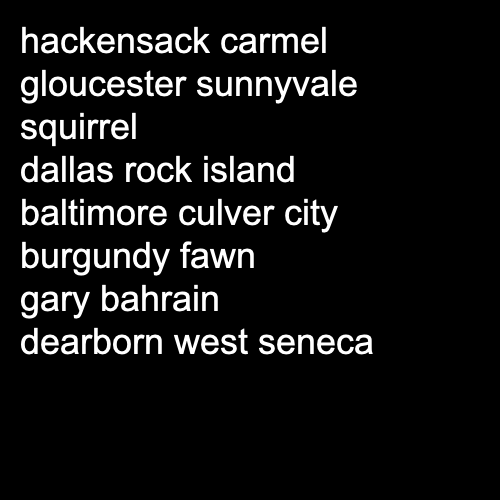 hackensack carmel
gloucester sunnyvale
squirrel
dallas rock island
baltimore culver city
burgundy fawn
gary bahrain
dearborn west seneca